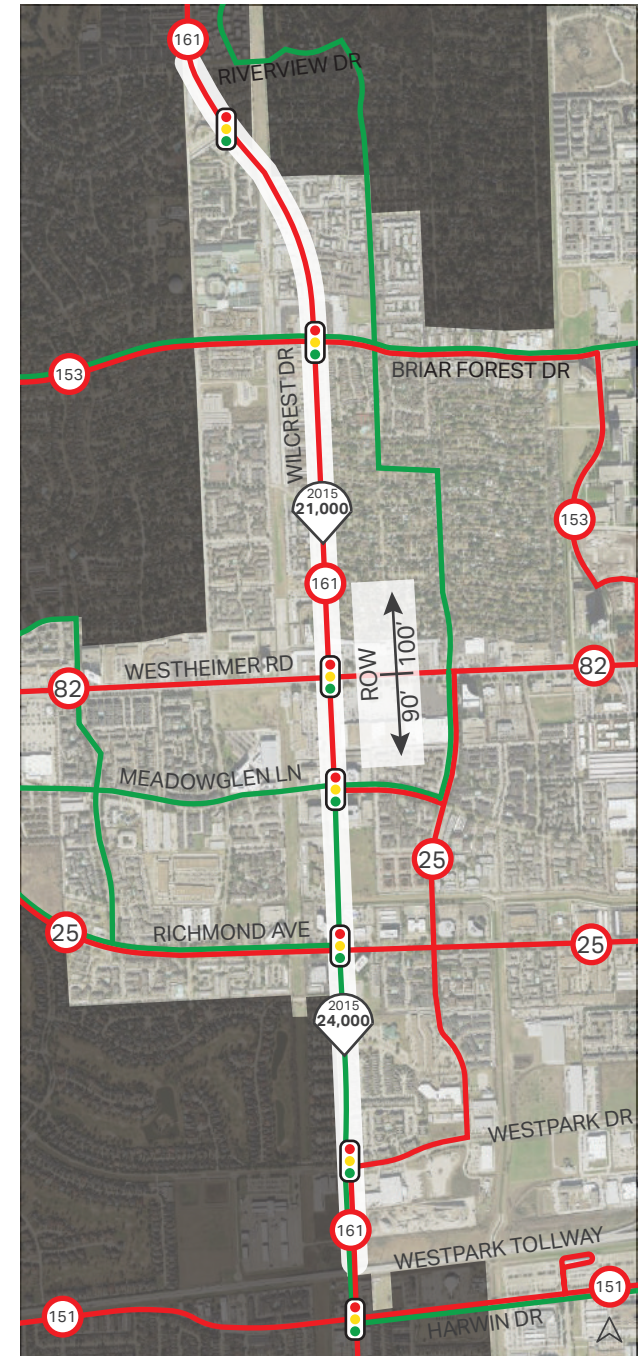 161
RIVERVIEW DR
153
BRIAR FOREST DR
WILCREST DR
2015
21,000
153
161
ROW
100'
90'
WESTHEIMER RD
82
82
MEADOWGLEN LN
25
RICHMOND AVE
25
25
2015
24,000
WESTPARK DR
161
WESTPARK TOLLWAY
151
151
HARWIN DR